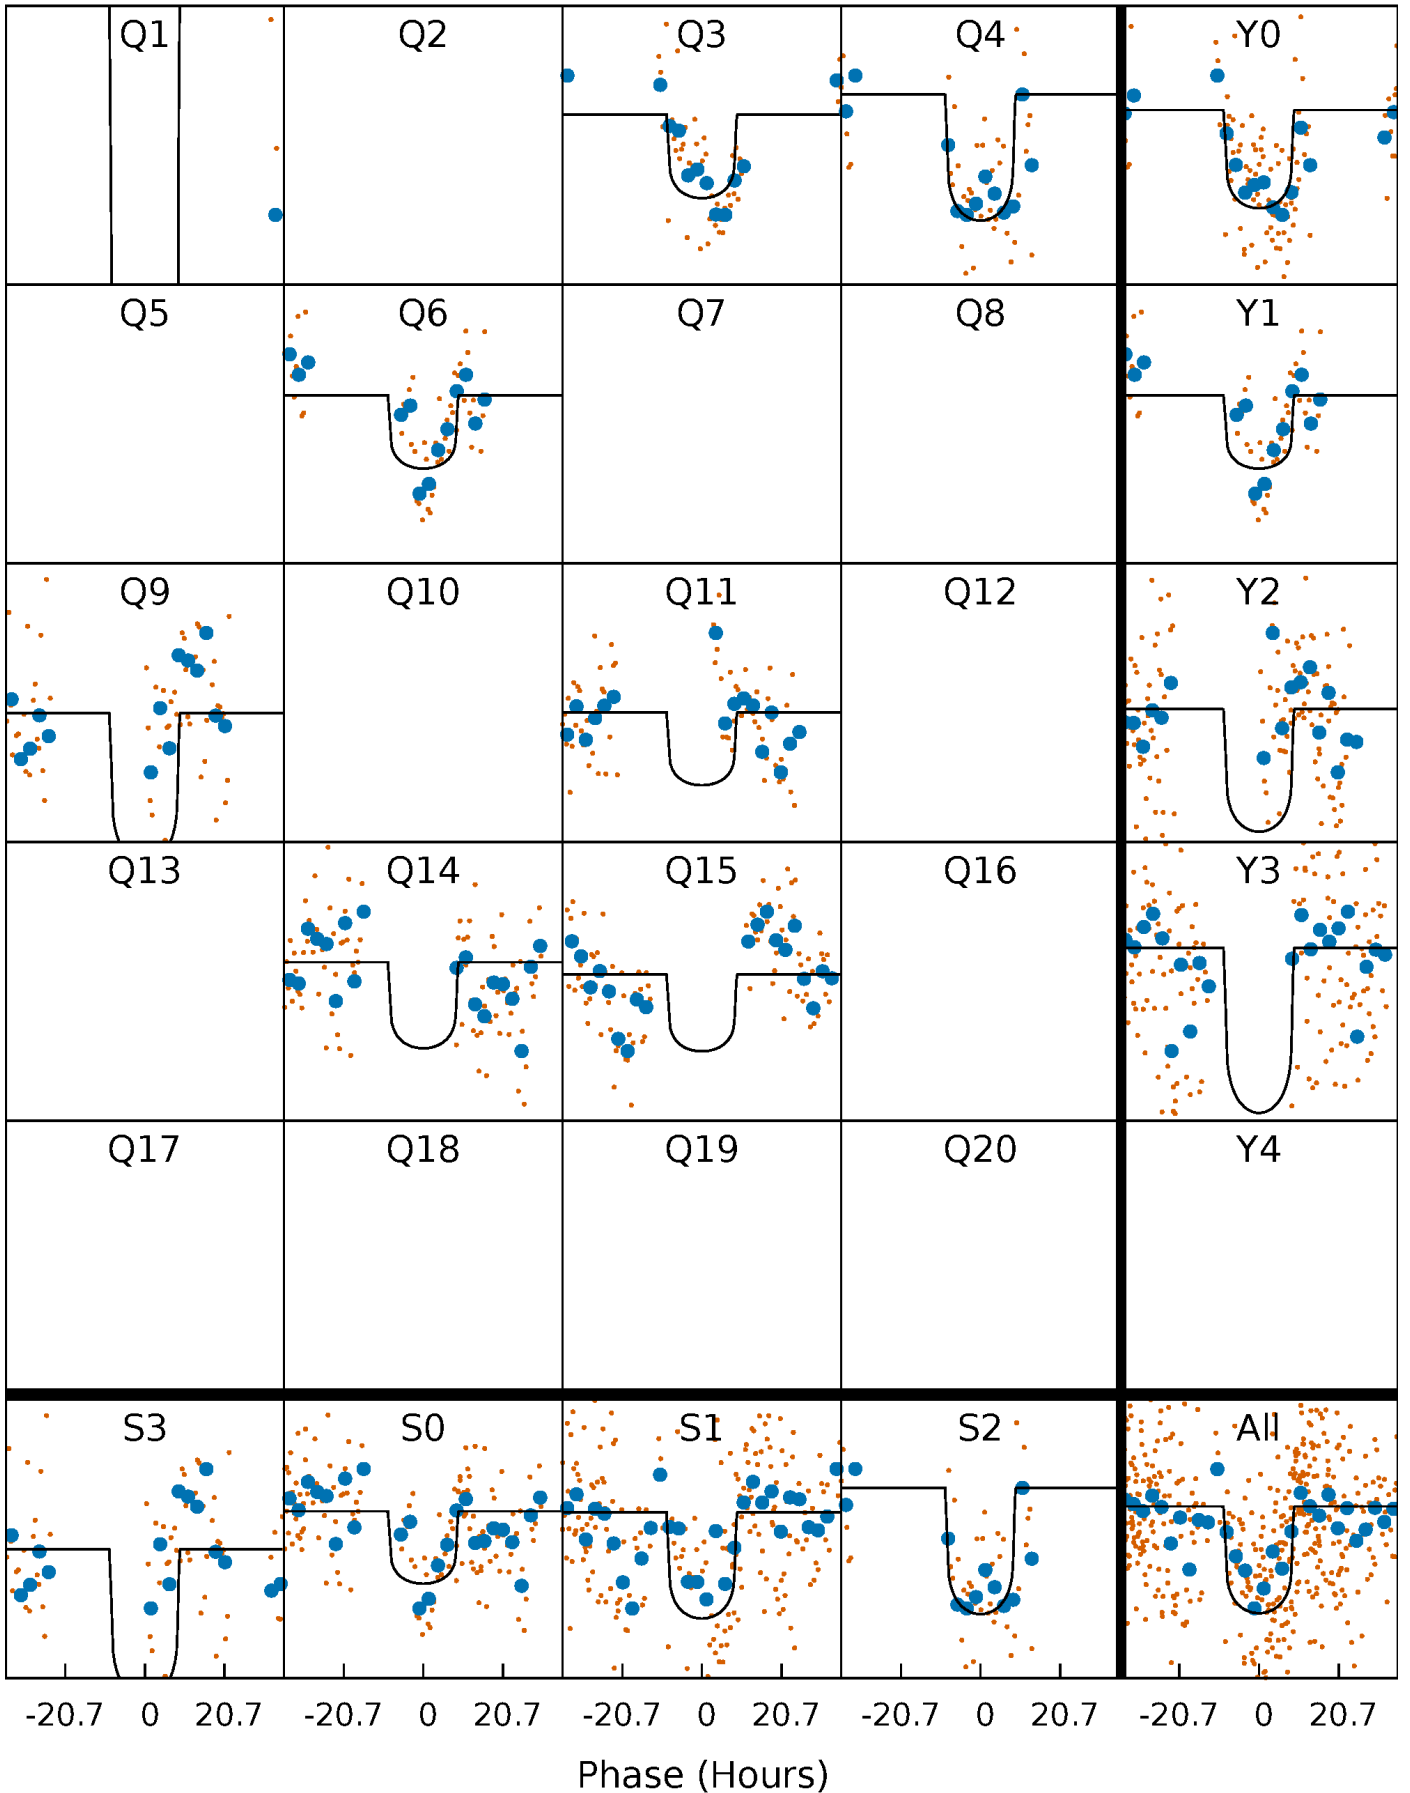 Q1 Q2 Q3 Q4 Y0
Q5 Q6 Q7 Q8 Y1
Q9 Q10 Q11 Q12 Y2
Q13 Q14 Q15 Q16 Y3
Q17 Q18 Q19 Q20 Y4
S3 S0 S1 S2 All
-20.7 0 20.7 -20.7 0 20.7 -20.7 0 20.7 -20.7 0 20.7 -20.7 0 20.7
Phase (Hours)